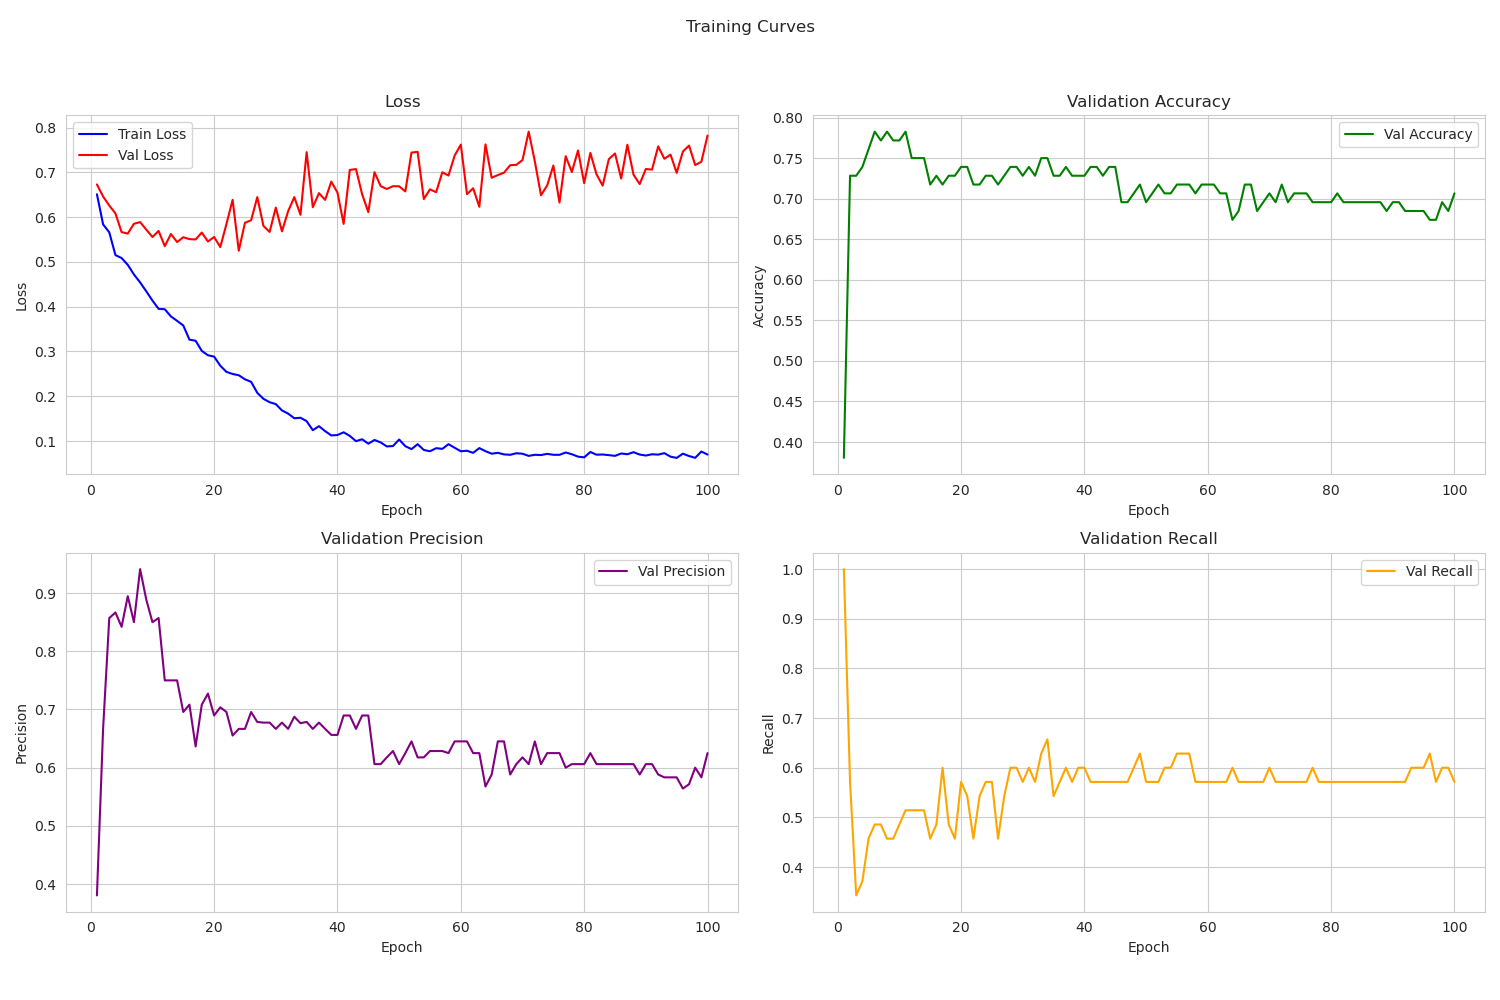 Training Curves
Loss
Train Loss
Val Loss
0.8
0.7
0.6
0.5
0.4
0.3
0.2
0.1
Loss
0 20 40 60 80 100
Epoch
Validation Accuracy
Val Accuracy
0.80
0.75
0.70
0.65
0.60
0.55
0.50
0.45
0.40
Accuracy
0 20 40 60 80 100
Epoch
Validation Precision
Val Precision
0.9
0.8
0.7
0.6
0.5
0.4
Precision
0 20 40 60 80 100
Epoch
Validation Recall
Val Recall
1.0
0.9
0.8
0.7
0.6
0.5
0.4
Recall
0 20 40 60 80 100
Epoch